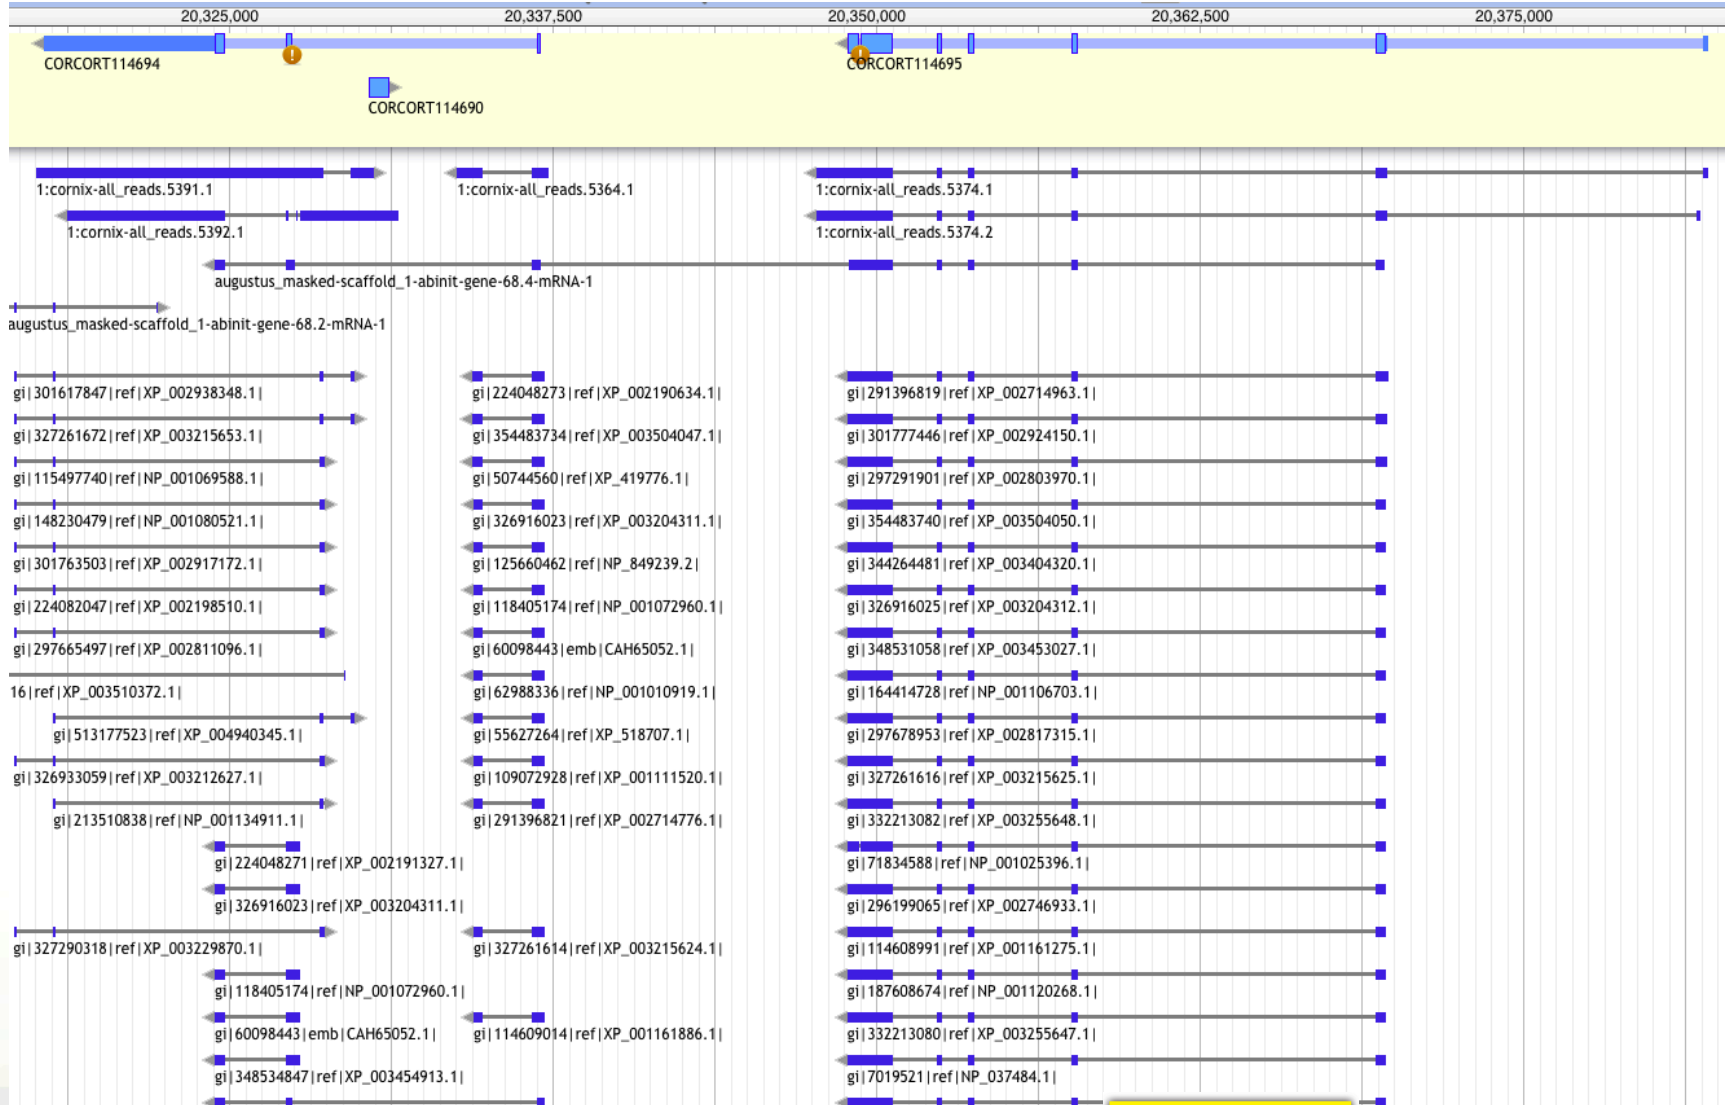 20,325,000 20,337,500 20,350,000 20,362,500 20,375,000
CORCORT114694 CORCORT114695
CORCORT114690
1:cornix-all_reads.5391.1 1:cornix-all_reads.5364.1 1:cornix-all_reads.5374.1
1:cornix-all_reads.5392.1 1:cornix-all_reads.5374.2
augustus_masked-scaffold_1-abinit-gene-68.4-mRNA-1
augustus_masked-scaffold_1-abinit-gene-68.2-mRNA-1
gi|301617847|ref|XP_002938348.1| gi|224048273|ref|XP_002190634.1| gi|291396819|ref|XP_002714963.1|
gi|327261672|ref|XP_003215653.1| gi|354483734|ref|XP_003504047.1| gi|301777446|ref|XP_002924150.1|
gi|115497740|ref|NP_001069588.1| gi|50744560|ref|XP_419776.1| gi|297291901|ref|XP_002803970.1|
gi|148230479|ref|NP_001080521.1| gi|326916023|ref|XP_003204311.1| gi|354483740|ref|XP_003504050.1|
gi|301763503|ref|XP_002917172.1| gi|125660462|ref|NP_849239.2| gi|344264481|ref|XP_003404320.1|
gi|224082047|ref|XP_002198510.1| gi|118405174|ref|NP_001072960.1| gi|326916025|ref|XP_003204312.1|
gi|297665497|ref|XP_002811096.1| gi|60098443|emb|CAH65052.1| gi|348531058|ref|XP_003453027.1|
16|ref|XP_003510372.1| gi|62988336|ref|NP_001010919.1| gi|164414728|ref|NP_001106703.1|
gi|513177523|ref|XP_004940345.1| gi|55627264|ref|XP_518707.1| gi|297678953|ref|XP_002817315.1|
gi|326933059|ref|XP_003212627.1| gi|109072928|ref|XP_001111520.1| gi|327261616|ref|XP_003215625.1|
gi|213510838|ref|NP_001134911.1| gi|291396821|ref|XP_002714776.1| gi|332213082|ref|XP_003255648.1|
gi|224048271|ref|XP_002191327.1| gi|71834588|ref|NP_001025396.1|
gi|326916023|ref|XP_003204311.1| gi|296199065|ref|XP_002746933.1|
gi|327290318|ref|XP_003229870.1| gi|327261614|ref|XP_003215624.1| gi|114608991|ref|XP_001161275.1|
gi|118405174|ref|NP_001072960.1| gi|187608674|ref|NP_001120268.1|
gi|60098443|emb|CAH65052.1| gi|114609014|ref|XP_001161886.1| gi|332213080|ref|XP_003255647.1|
gi|348534847|ref|XP_003454913.1| gi|7019521|ref|NP_037484.1|